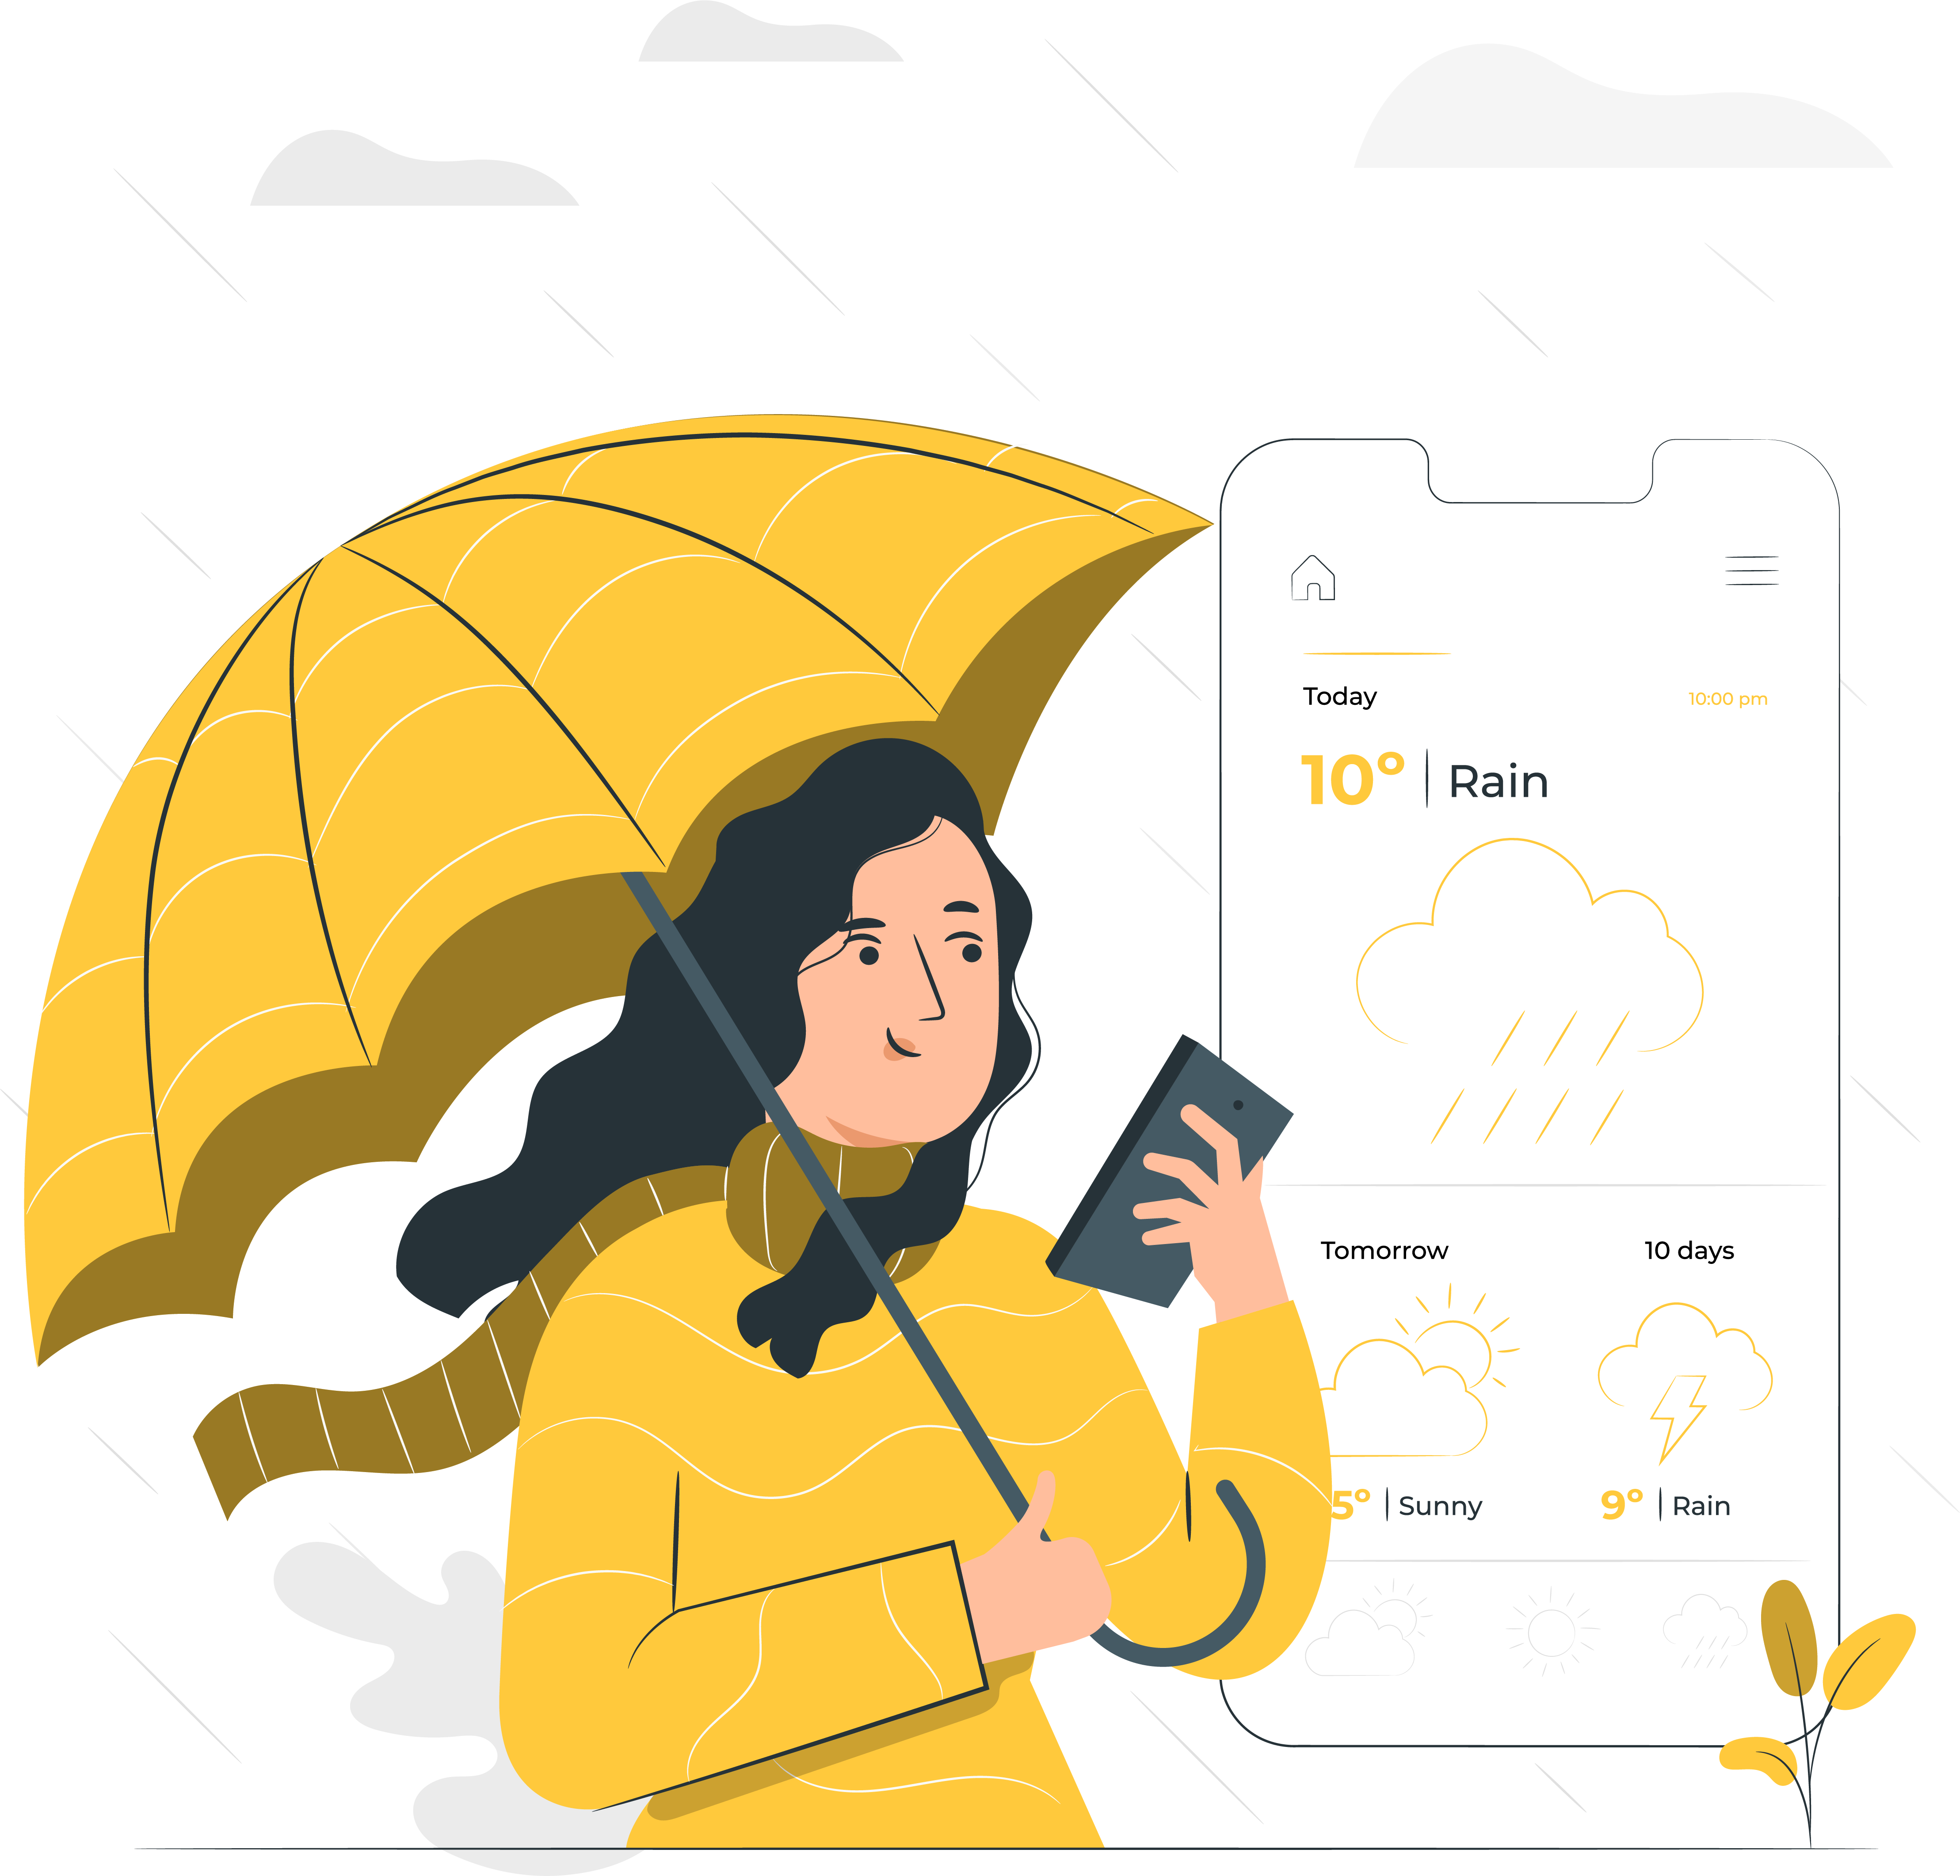 Today
10:00 pm
10° | Rain
Tomorrow
10 days
5° | Sunny
9° | Rain